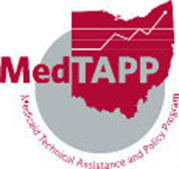 MedTAPP
Medicaid Technical Assistance and Policy Program